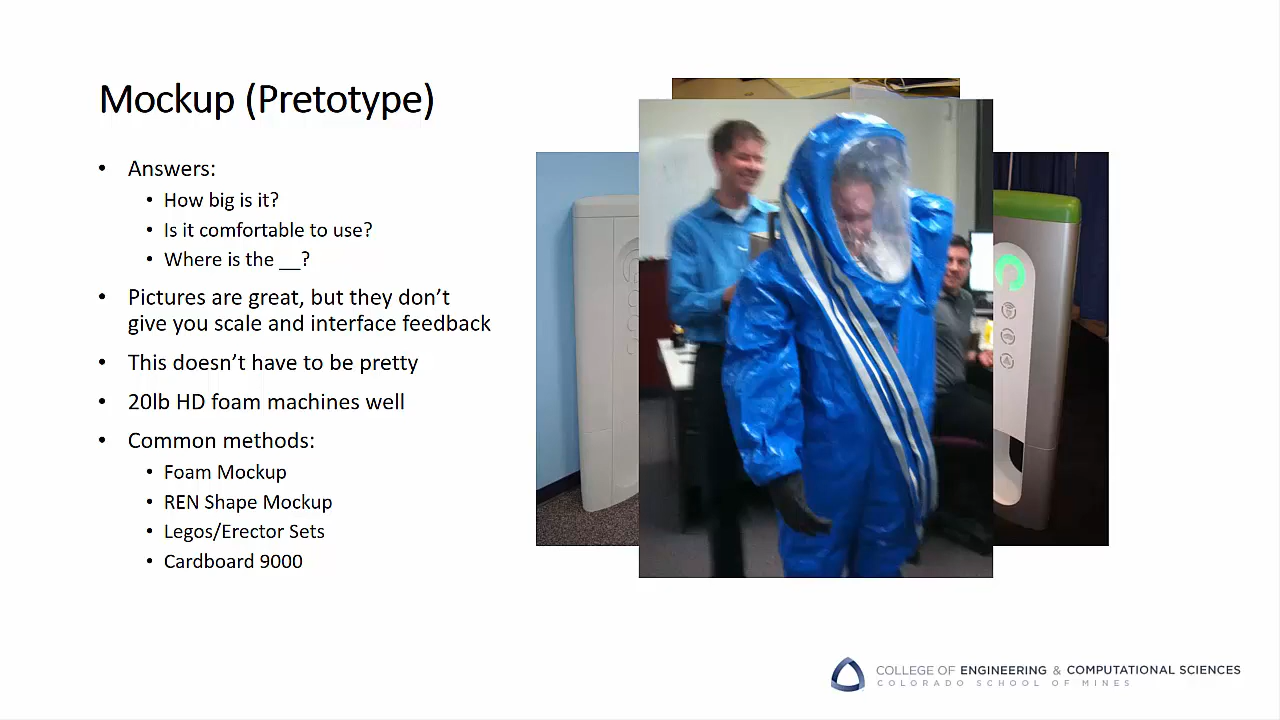 Mockup (Pretotype)
• Answers:
• How big is it?
• Is it comfortable to use?
• Where is the __?
• Pictures are great, but they don’t
give you scale and interface feedback
• This doesn’t have to be pretty
• 20lb HD foam machines well
• Common methods:
• Foam Mockup
• REN Shape Mockup
• Legos/Erector Sets
• Cardboard 9000
COLLEGE OF ENGINEERING & COMPUTATIONAL SCIENCES
COLORADO SCHOOL OF MINES